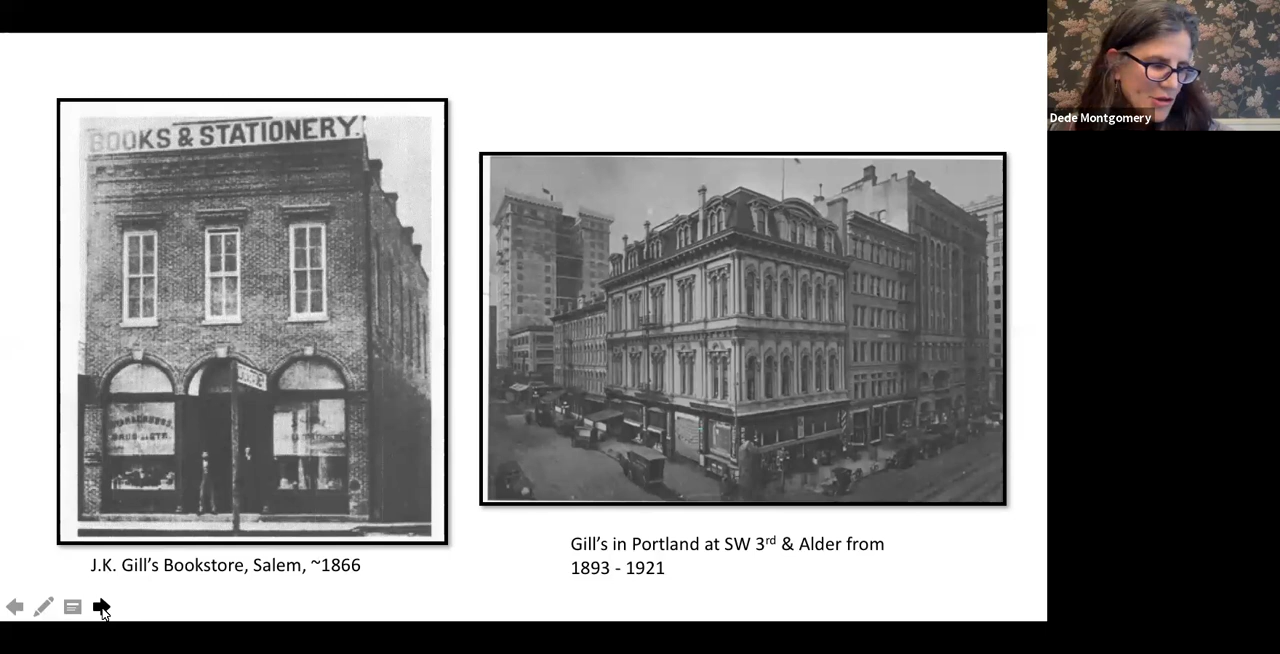 BOOKS & STATIONERY.
J.K. Gill’s Bookstore, Salem, ~1866
Gill’s in Portland at SW 3rd & Alder from
1893 - 1921
Dede Montgomery